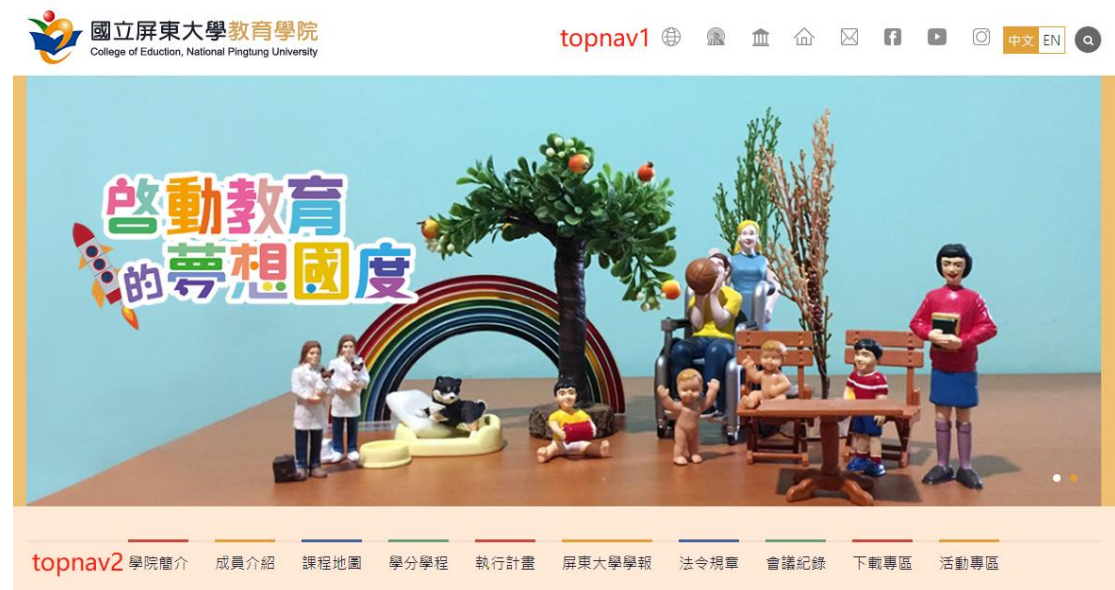 國立屏東大學教育學院
College of Eduction, National Pingtung University
topnav1 中文 EN
啓動教育
的夢想國度
topnav2 學院簡介 成員介紹 課程地圖 學分學程 執行計畫 屏東大學學報 法令規章 會議紀錄 下載專區 活動專區